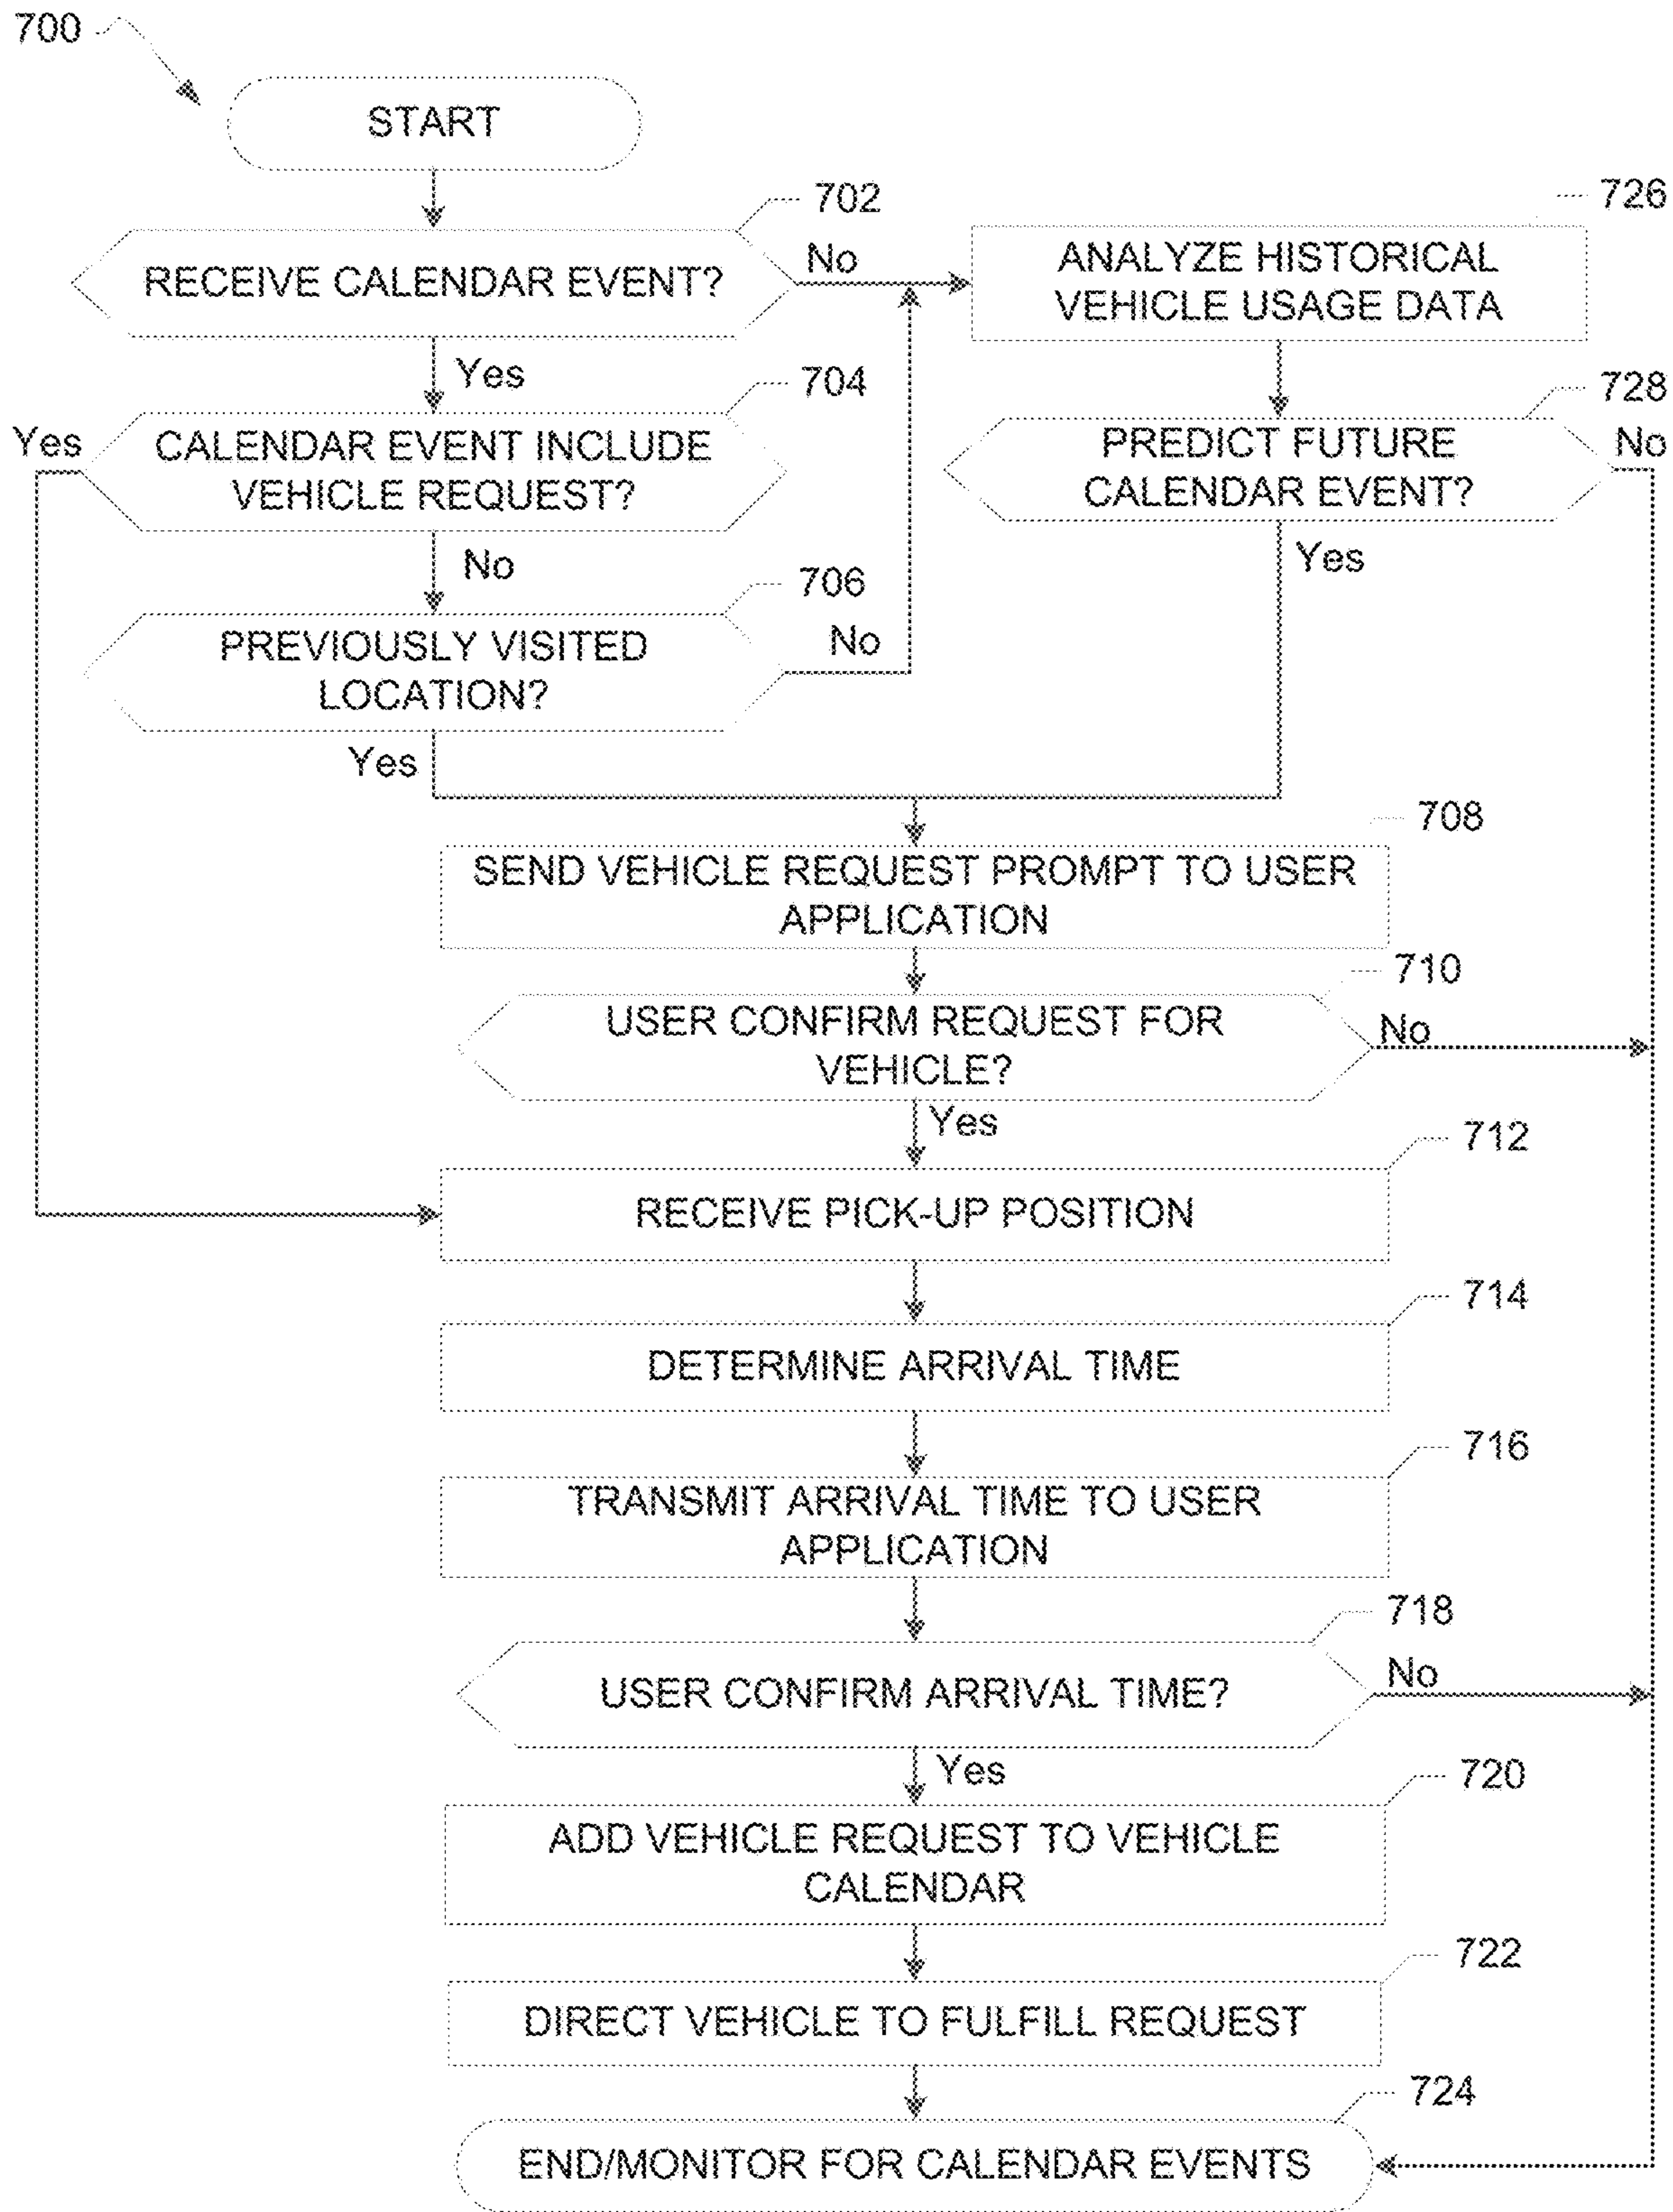 700
START
702
RECEIVE CALENDAR EVENT?
No
726
ANALYZE HISTORICAL
VEHICLE USAGE DATA
Yes
704
Yes
CALENDAR EVENT INCLUDE
VEHICLE REQUEST?
728
PREDICT FUTURE
CALENDAR EVENT?
No
No
706
Yes
PREVIOUSLY VISITED
LOCATION?
No
Yes
708
SEND VEHICLE REQUEST PROMPT TO USER
APPLICATION
710
USER CONFIRM REQUEST FOR
VEHICLE?
No
Yes
712
RECEIVE PICK-UP POSITION
714
DETERMINE ARRIVAL TIME
716
TRANSMIT ARRIVAL TIME TO USER
APPLICATION
718
USER CONFIRM ARRIVAL TIME?
No
Yes
720
ADD VEHICLE REQUEST TO VEHICLE
CALENDAR
722
DIRECT VEHICLE TO FULFILL REQUEST
724
END/MONITOR FOR CALENDAR EVENTS